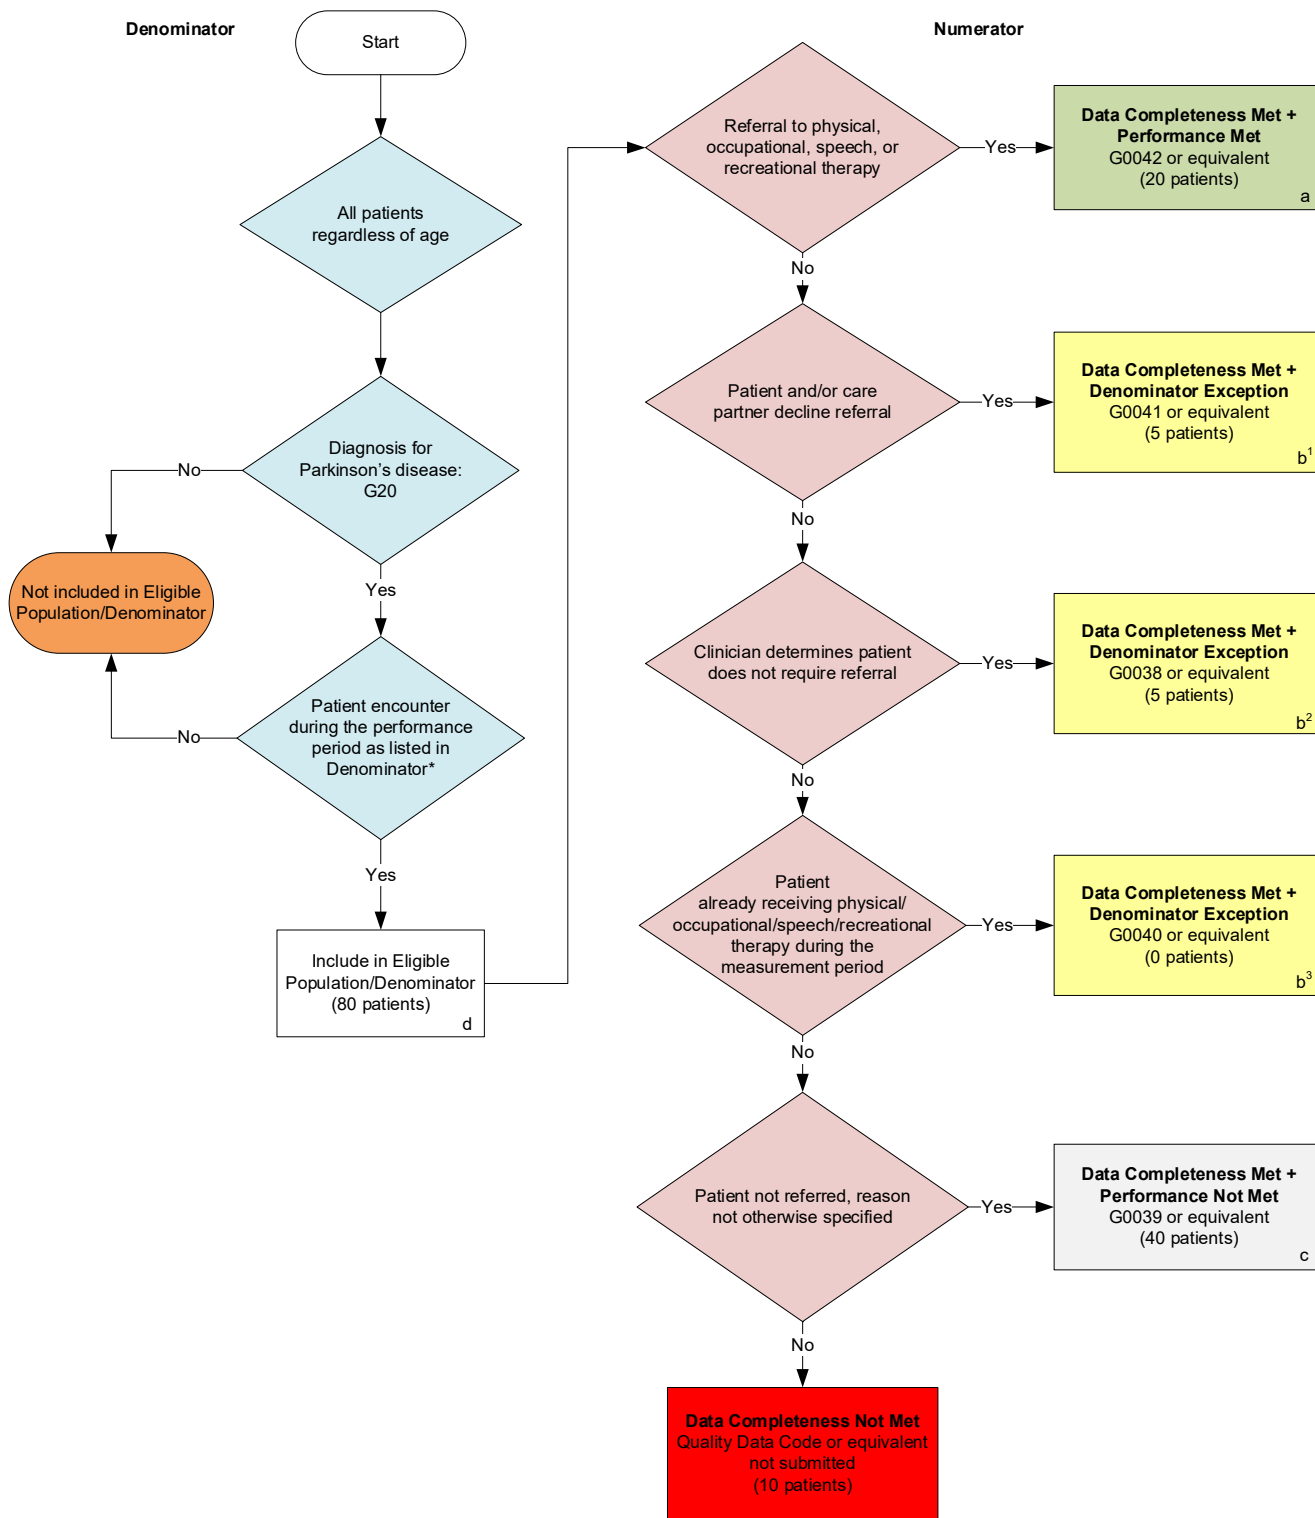 Denominator
Start
All patients
regardless of age
Diagnosis for
Parkinson's disease:
G20
No
Yes
Not included in Eligible
Population/Denominator
Patient encounter
during the performance
period as listed in
Denominator*
No
Yes
Include in Eligible
Population/Denominator
(80 patients)
d
Numerator
Referral to physical,
occupational, speech, or
recreational therapy
Yes
Data Completeness Met +
Performance Met
G0042 or equivalent
(20 patients)
a
No
Patient and/or care
partner decline referral
Yes
Data Completeness Met +
Denominator Exception
G0041 or equivalent
(5 patients)
b¹
No
Clinician determines patient
does not require referral
Yes
Data Completeness Met +
Denominator Exception
G0038 or equivalent
(5 patients)
b²
No
Patient
already receiving physical/
occupational/speech/recreational
therapy during the
measurement period
Yes
Data Completeness Met +
Denominator Exception
G0040 or equivalent
(0 patients)
b³
No
Patient not referred, reason
not otherwise specified
Yes
Data Completeness Met +
Performance Not Met
G0039 or equivalent
(40 patients)
c
No
Data Completeness Not Met
Quality Data Code or equivalent
not submitted
(10 patients)